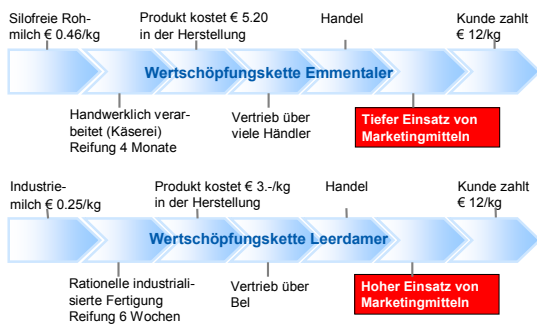 Silofreie Roh-
milch € 0.46/kg
Produkt kostet € 5.20
in der Herstellung
Handel
Kunde zahlt
€ 12/kg
Wertschöpfungskette Emmentaler
Handwerklich verar-
beitet (Käserei)
Reifung 4 Monate
Vertrieb über
viele Händler
Tiefer Einsatz von
Marketingmitteln
Industrie-
milch € 0.25/kg
Produkt kostet € 3.-/kg
in der Herstellung
Handel
Kunde zahlt
€ 12/kg
Wertschöpfungskette Leerdamer
Rationelle industriali-
sierte Fertigung
Reifung 6 Wochen
Vertrieb über
Bel
Hoher Einsatz von
Marketingmitteln